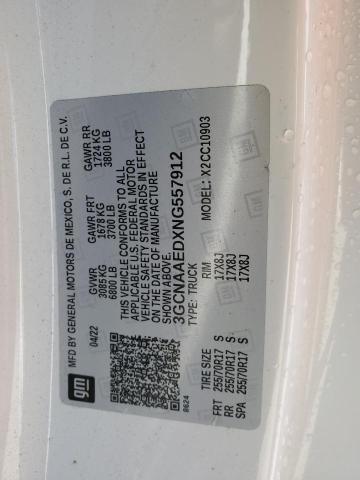 gm
MFD BY GENERAL MOTORS DE MEXICO, S. DE R.L. DE C.V.
04/22
GVWR GAWR FRT GAWR RR
3085 KG 1678 KG 1724 KG
6800 LB 3700 LB 3800 LB
THIS VEHICLE CONFORMS TO ALL
APPLICABLE U.S. FEDERAL MOTOR
VEHICLE SAFETY STANDARDS IN EFFECT
ON THE DATE OF MANUFACTURE
SHOWN ABOVE.
3GCNAAEDXNG557912
TYPE: TRUCK MODEL: X2CC10903
8624
TIRE SIZE RIM
FRT 255/70R17 S 17X8J
RR 255/70R17 S 17X8J
SPA 255/70R17 S 17X8J